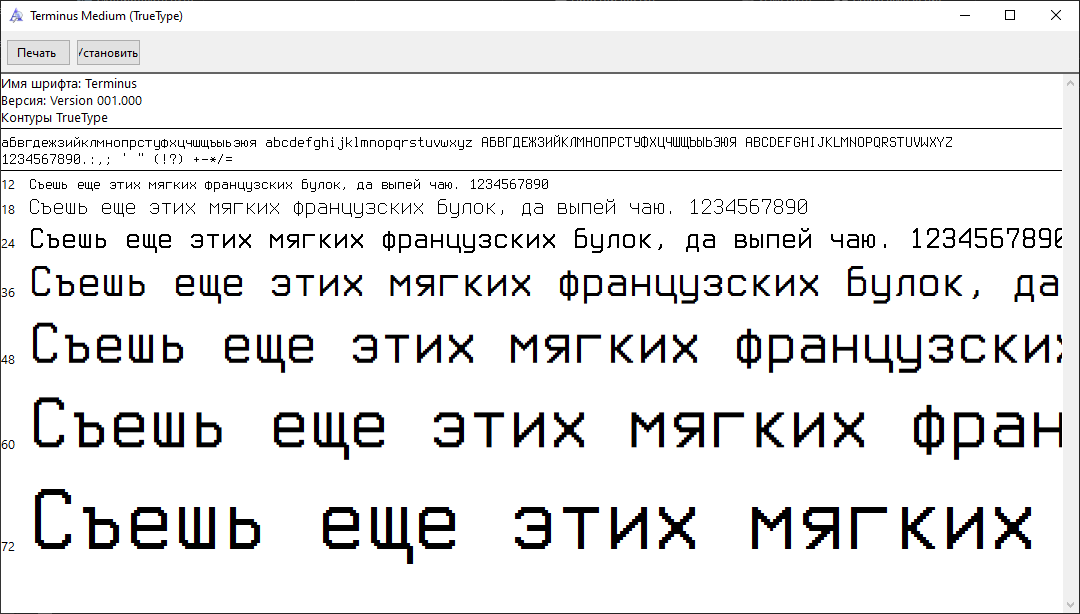 Terminus Medium (TrueType)
Печать Установить
Имя шрифта: Terminus
Версия: Version 001.000
Контуры TrueType
абвгдежзийклмнопрстуфхцчшщъыьэюя abcdefghijklmnopqrstuvwxyz АБВГДЕЖЗИЙКЛМНОПРСТУФХЦЧШЩЪЫЬЭЮЯ ABCDEFGHIJKLMNOPQRSTUVWXYZ
1234567890.:,; ' " (!?) +-*/=
12 Съешь еще этих мягких французских булок, да выпей чаю. 1234567890
18 Съешь еще этих мягких французских булок, да выпей чаю. 1234567890
24 Съешь еще этих мягких французских булок, да выпей чаю. 1234567890
36 Съешь еще этих мягких французских булок, да
48 Съешь еще этих мягких французских
60 Съешь еще этих мягких фран
72 Съешь еще этих мягких